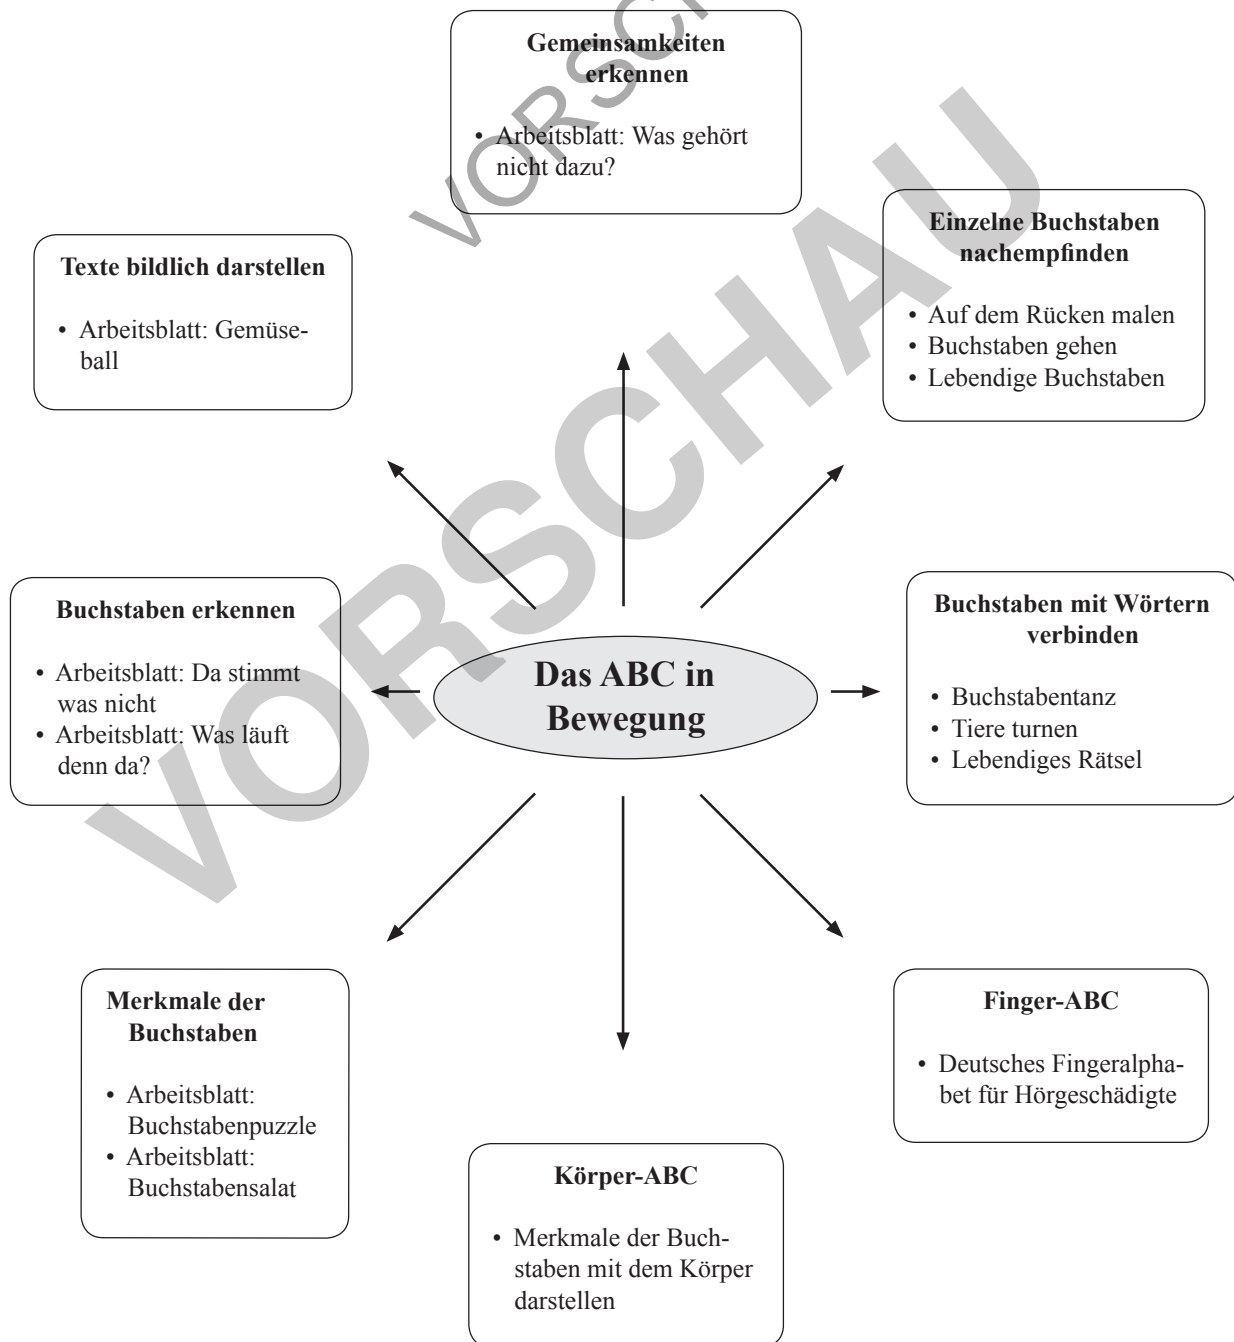 Gemeinsamkeiten
erkennen
• Arbeitsblatt: Was gehört
nicht dazu?
Einzelne Buchstaben
nachempfinden
• Auf dem Rücken malen
• Buchstaben gehen
• Lebendige Buchstaben
Texte bildlich darstellen
• Arbeitsblatt: Gemüse-
ball
Buchstaben erkennen
• Arbeitsblatt: Da stimmt
was nicht
• Arbeitsblatt: Was läuft
denn da?
Das ABC in
Bewegung
Buchstaben mit Wörtern
verbinden
• Buchstabentanz
• Tiere turnen
• Lebendiges Rätsel
Merkmale der
Buchstaben
• Arbeitsblatt:
Buchstabenpuzzle
• Arbeitsblatt:
Buchstabensalat
Finger-ABC
• Deutsches Fingeralpha-
bet für Hörgeschädigte
Körper-ABC
• Merkmale der Buch-
staben mit dem Körper
darstellen
VORSCHAU
VORSCH